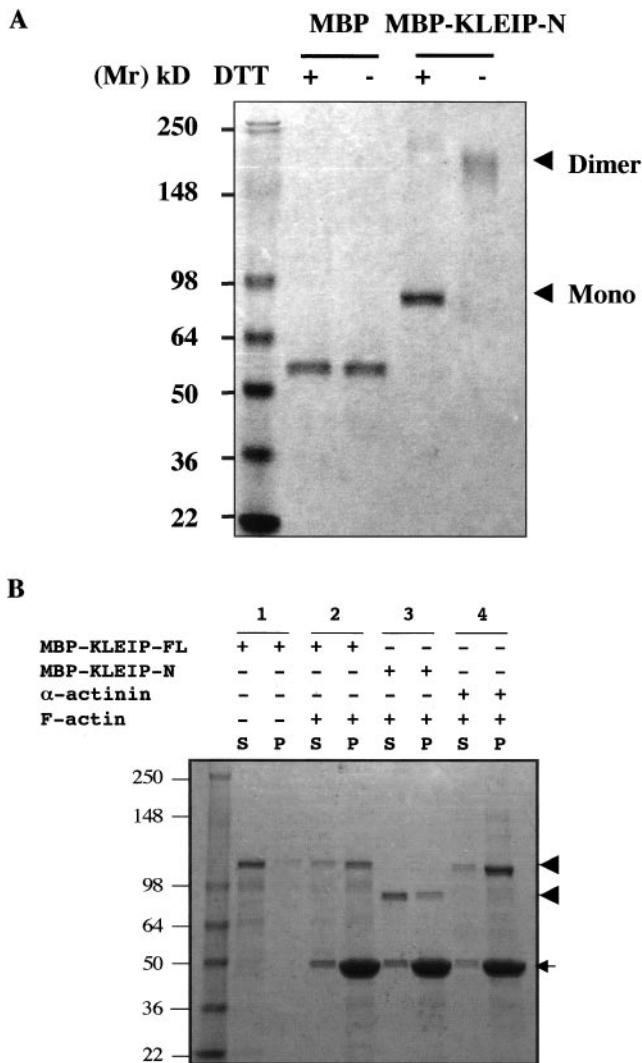 A
MBP MBP-KLEIP-N
(Mr) kD DTT + - + -
250
Dimer
148
98
Mono
64
50
36
22
B
1 2 3 4
MBP-KLEIP-FL + + + + - - - -
MBP-KLEIP-N - - - - + + - -
α-actinin - - - - - - + +
F-actin - - + + + + + +
S P S P S P S P
250
148
98
64
50
36
22